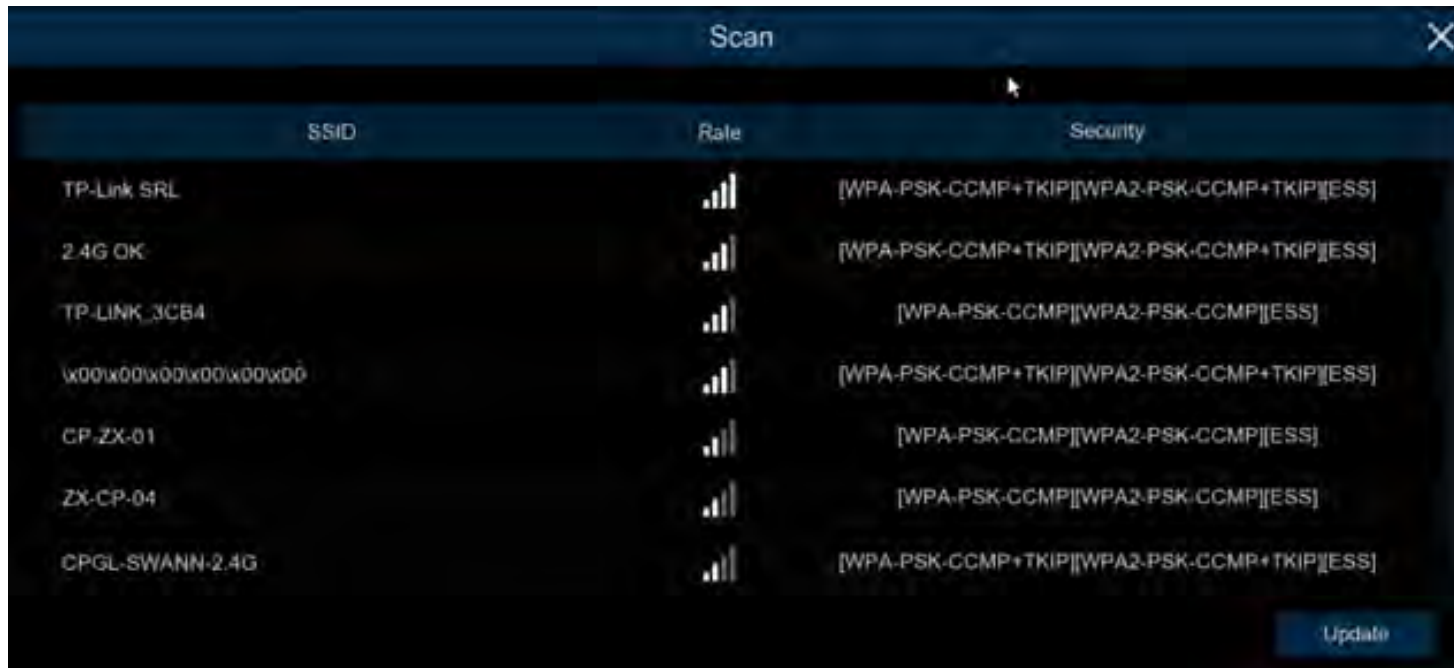 Scan
SSID Rate Security
TP-Link SRL [WPA-PSK-CCMP+TKIP][WPA2-PSK-CCMP+TKIP][ESS]
2.4G OK [WPA-PSK-CCMP+TKIP][WPA2-PSK-CCMP+TKIP][ESS]
TP-LINK_3CB4 [WPA-PSK-CCMP][WPA2-PSK-CCMP][ESS]
\x00\x00\x00\x00\x00\x00 [WPA-PSK-CCMP+TKIP][WPA2-PSK-CCMP+TKIP][ESS]
CP-ZX-01 [WPA-PSK-CCMP][WPA2-PSK-CCMP][ESS]
ZX-CP-04 [WPA-PSK-CCMP][WPA2-PSK-CCMP][ESS]
CPGL-SWANN-2.4G [WPA-PSK-CCMP+TKIP][WPA2-PSK-CCMP+TKIP][ESS]
Update